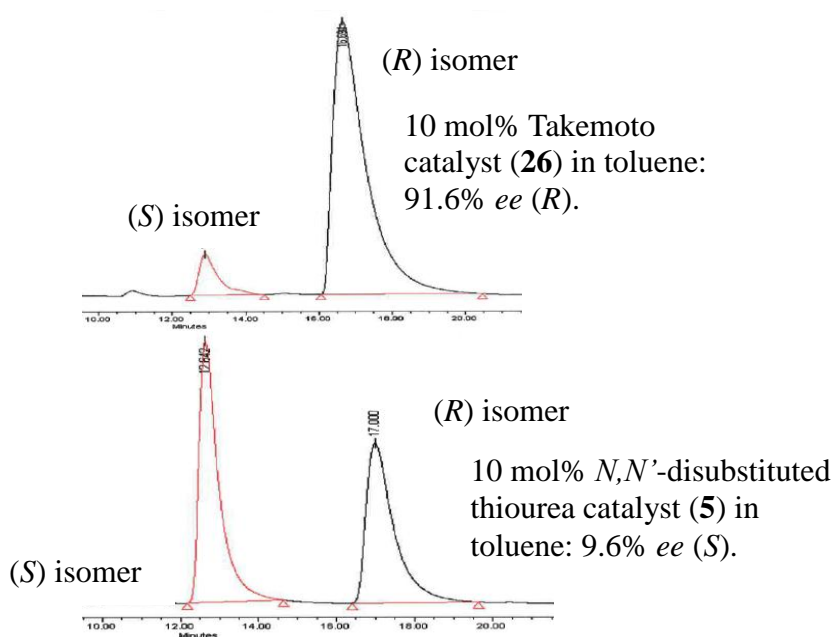 (R) isomer
10 mol% Takemoto
catalyst (26) in toluene:
91.6% ee (R).
(S) isomer
10.00 12.00 14.00 16.00 18.00 20.00
Minutes
12.642
(R) isomer
17.000
10 mol% N,N’-disubstituted
thiourea catalyst (5) in
toluene: 9.6% ee (S).
(S) isomer
10.00 12.00 14.00 16.00 18.00 20.00
Minutes